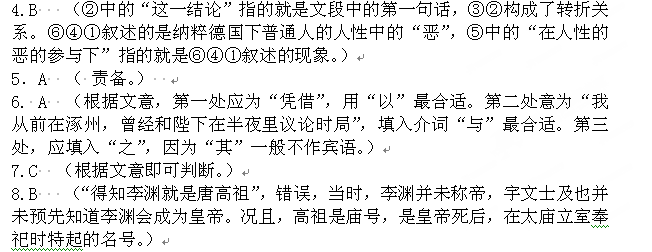 4.B （②中的“这一结论”指的就是文段中的第一句话，③②构成了转折关
系。⑥④①叙述的是纳粹德国下普通人的人性中的“恶”，⑤中的“在人性的
恶的参与下”指的就是⑥④①叙述的现象。）
5. A （ 责备。）
6. A （根据文意，第一处应为“凭借”，用“以”最合适。第二处意为“我
从前在涿州，曾经和陛下在半夜里议论时局”，填入介词“与”最合适。第三
处，应填入“之”，因为“其”一般不作宾语。）
7.C （根据文意即可判断。）
8.B （“得知李渊就是唐高祖”，错误，当时，李渊并未称帝，宇文士及也并
未预先知道李渊会成为皇帝。况且，高祖是庙号，是皇帝死后，在太庙立室奉
祀时特起的名号。）